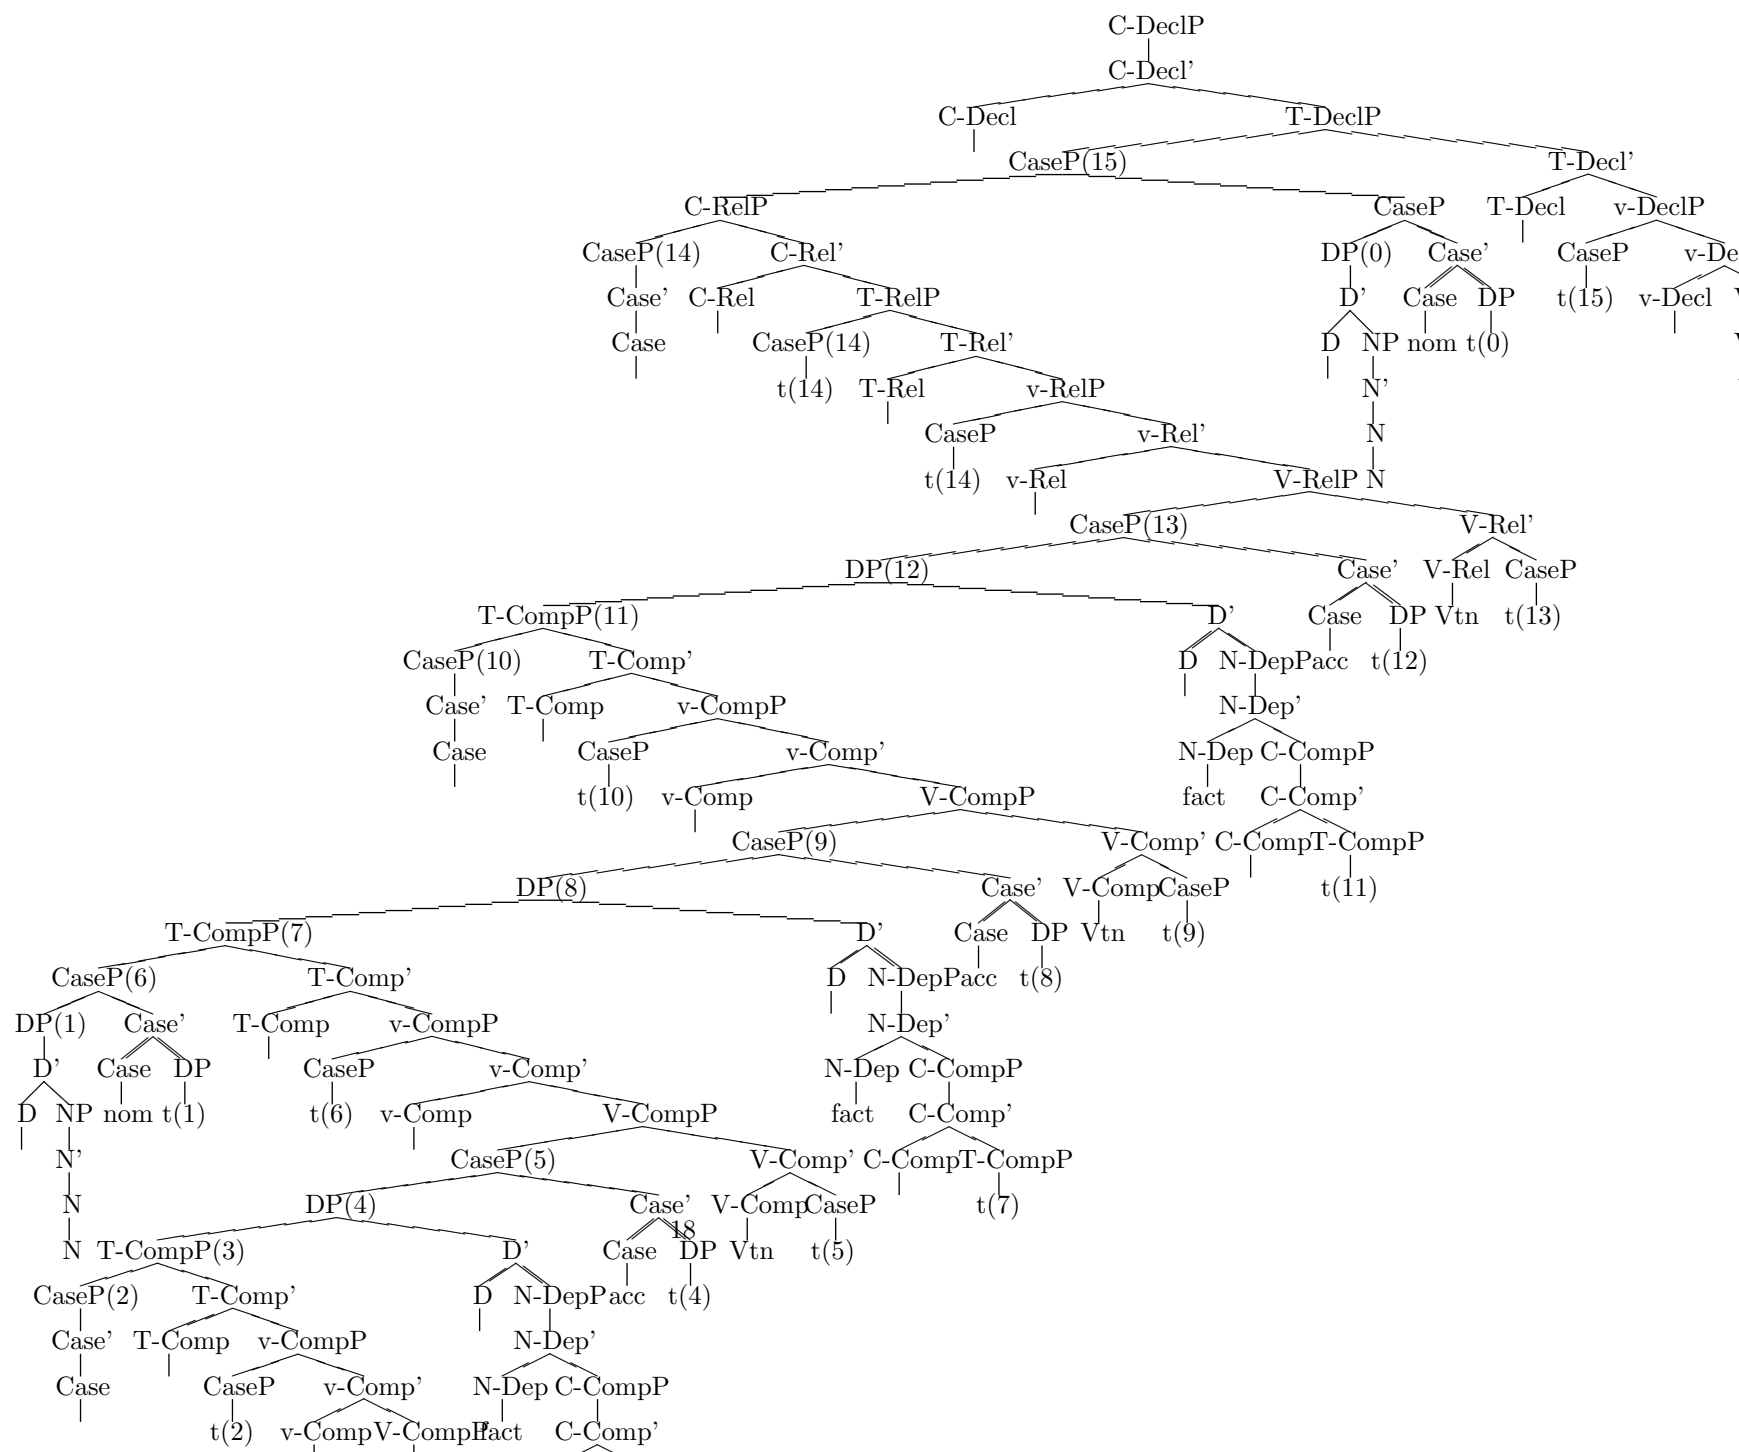 C-DeclP
C-Decl’
C-Decl T-DeclP
CaseP(15) T-Decl’
C-RelP CaseP T-Decl v-DeclP
CaseP(14) C-Rel’ DP(0) Case’ CaseP v-De
Case’ C-Rel T-RelP D’ Case DP t(15) v-Decl
Case CaseP(14) T-Rel’ D NP nom t(0)
t(14) T-Rel v-RelP N’
CaseP v-Rel’ N
t(14) v-Rel V-RelP N
CaseP(13) V-Rel’
DP(12) Case’ V-Rel CaseP
T-CompP(11) D’ Case DP Vtn t(13)
CaseP(10) T-Comp’ D N-DepP acc t(12)
Case’ T-Comp v-CompP N-Dep’
Case CaseP v-Comp’ N-Dep C-CompP
t(10) v-Comp V-CompP fact C-Comp’
CaseP(9) V-Comp’ C-Comp T-CompP
DP(8) Case’ V-Comp CaseP t(11)
T-CompP(7) D’ Case DP Vtn t(9)
CaseP(6) T-Comp’ D N-DepP acc t(8)
DP(1) Case’ T-Comp v-CompP N-Dep’
D’ Case DP CaseP v-Comp’ N-Dep C-CompP
D NP nom t(1) t(6) v-Comp V-CompP fact C-Comp’
N’ CaseP(5) V-Comp’ C-Comp T-CompP
N DP(4) Case’ V-Comp CaseP t(7)
18
N T-CompP(3) D’ Case DP Vtn t(5)
CaseP(2) T-Comp’ D N-DepP acc t(4)
Case’ T-Comp v-CompP N-Dep’
Case CaseP v-Comp’ N-Dep C-CompP
t(2) v-Comp V-CompP fact C-Comp’